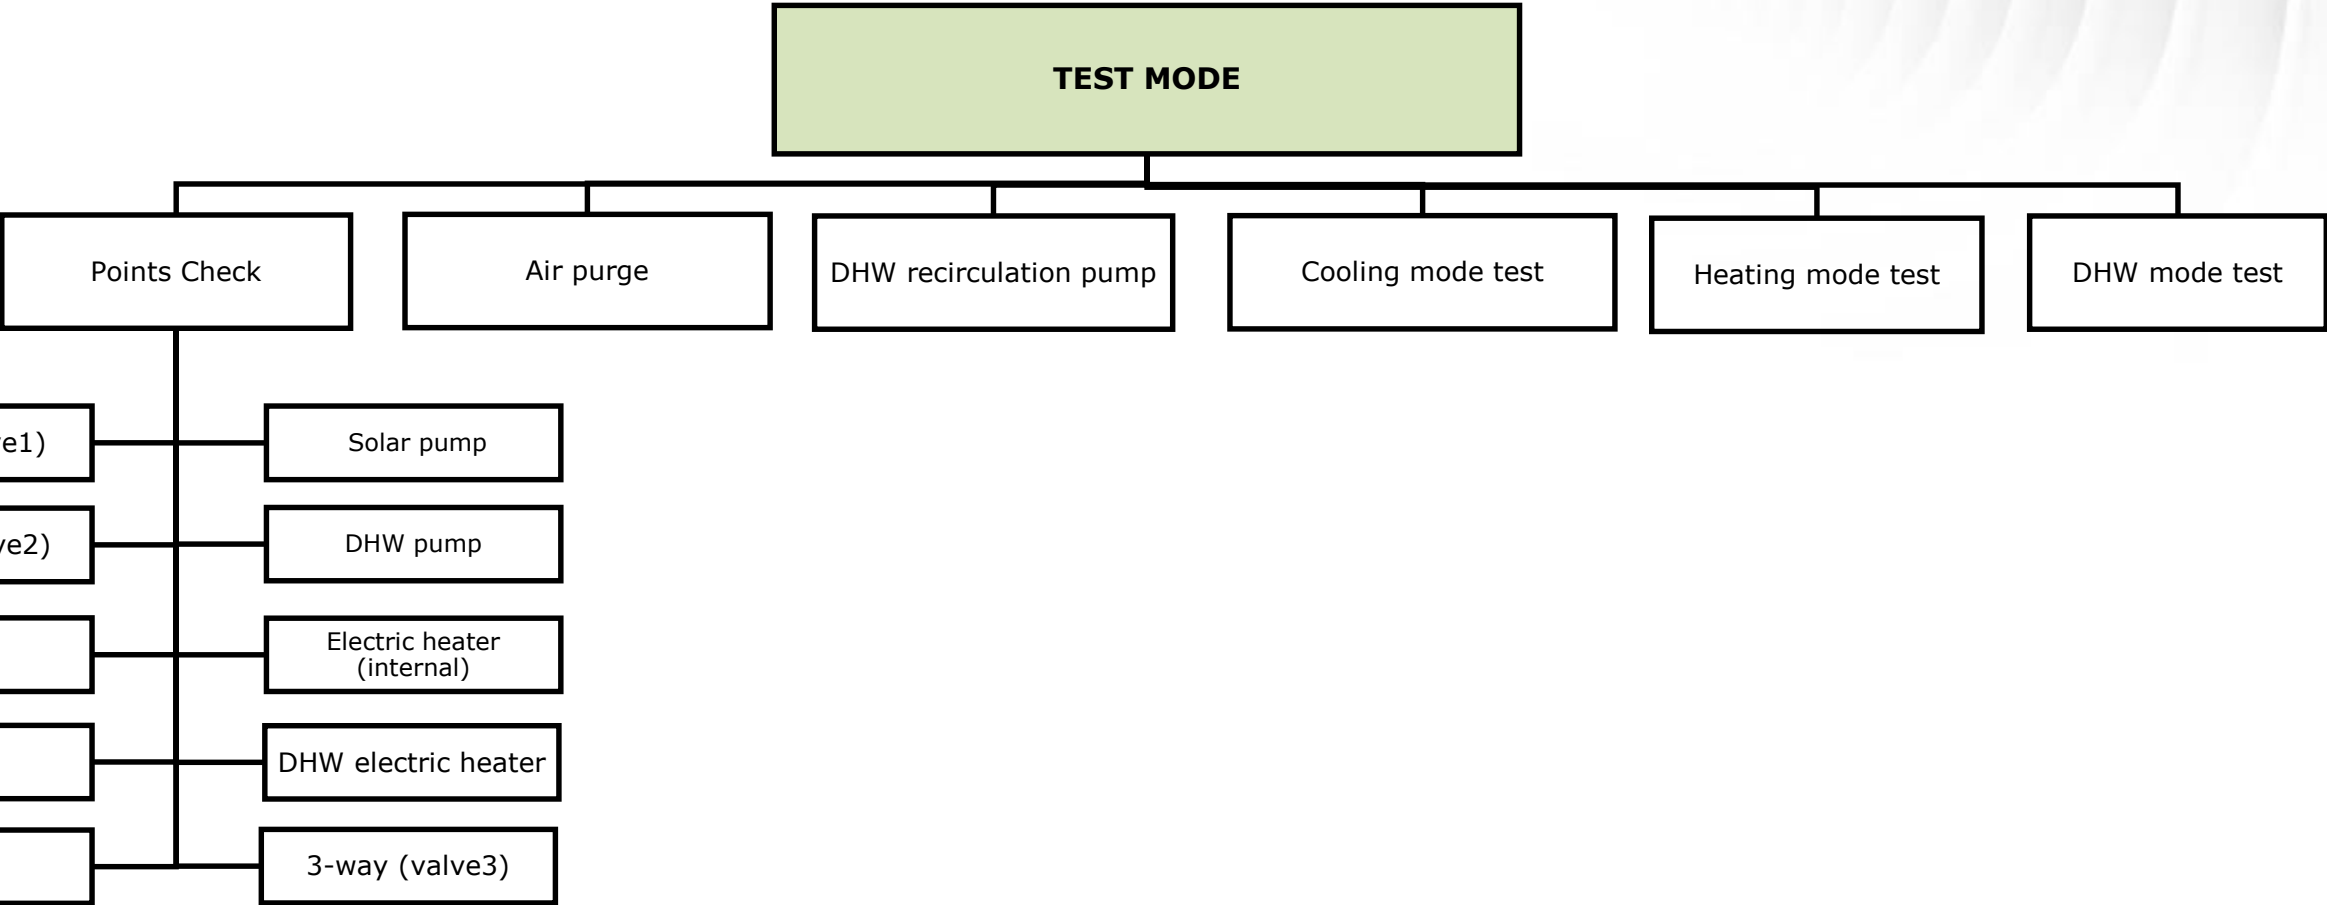 TEST MODE
Points Check
Air purge
DHW recirculation pump
Cooling mode test
Heating mode test
DHW mode test
Solar pump
DHW pump
Electric heater
(internal)
DHW electric heater
3-way (valve3)